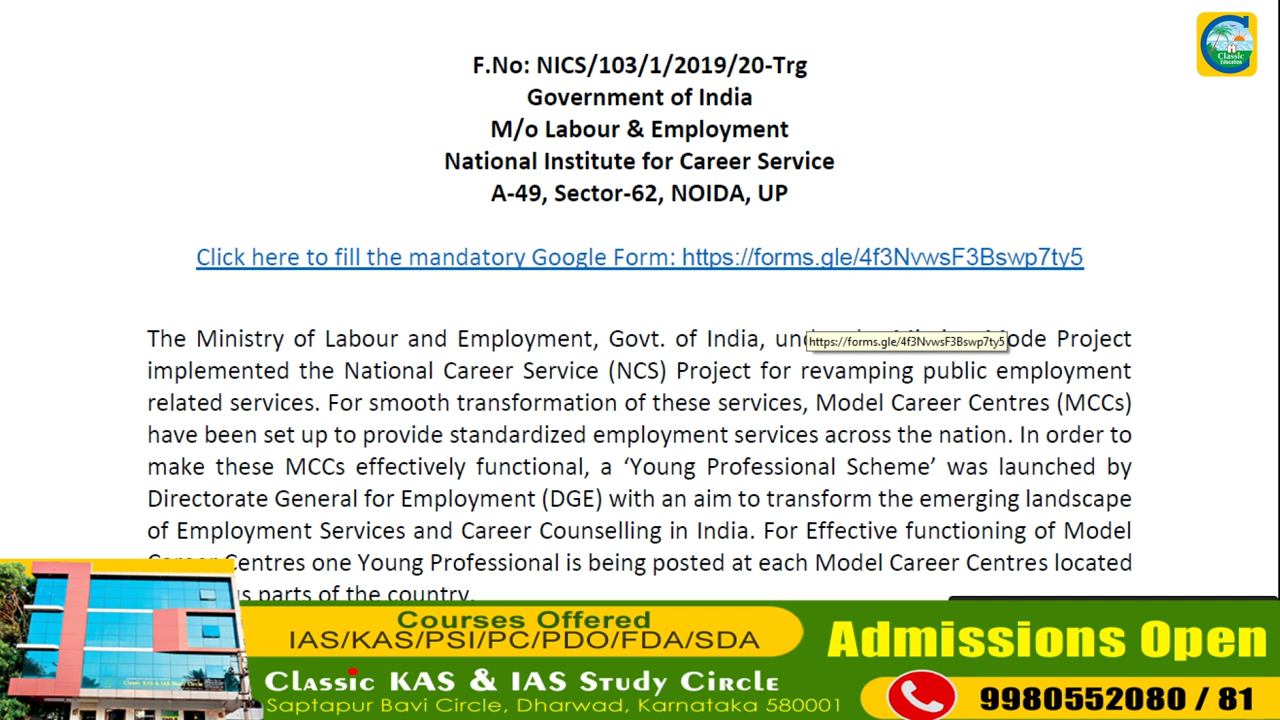 F.No: NICS/103/1/2019/20-Trg
Government of India
M/o Labour & Employment
National Institute for Career Service
A-49, Sector-62, NOIDA, UP
Classic
Education
Click here to fill the mandatory Google Form: https://forms.gle/4f3NvwsF3Bswp7ty5
The Ministry of Labour and Employment, Govt. of India, Project
https://forms.gle/4f3NvwsF3Bswp7ty5
implemented the National Career Service (NCS) Project for revamping public employment
related services. For smooth transformation of these services, Model Career Centres (MCCs)
have been set up to provide standardized employment services across the nation. In order to
make these MCCs effectively functional, a ‘Young Professional Scheme’ was launched by
Directorate General for Employment (DGE) with an aim to transform the emerging landscape
of Employment Services and Career Counselling in India. For Effective functioning of Model
Centres one Young Professional is being posted at each Model Career Centres located
parts of the country.
Courses Offered
IAS/KAS/PSI/PC/PDO/FDA/SDA
Admissions Open
Classic KAS & IAS Study Circle
Saptapur Bavi Circle, Dharwad, Karnataka 580001
9980552080 / 81